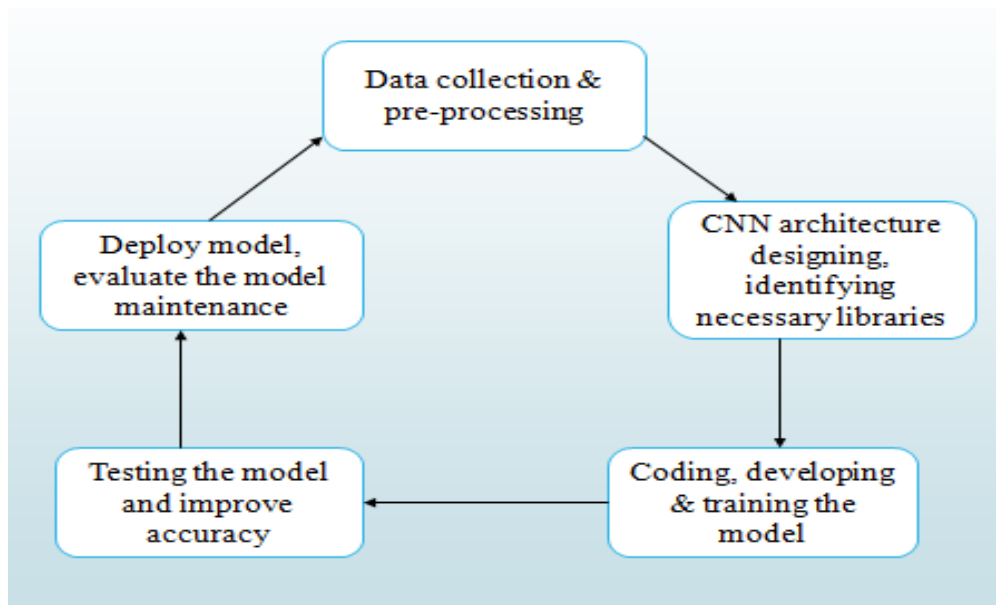 Data collection &
pre-processing
CNN architecture
designing,
identifying
necessary libraries
Coding, developing
& training the
model
Testing the model
and improve
accuracy
Deploy model,
evaluate the model
maintenance